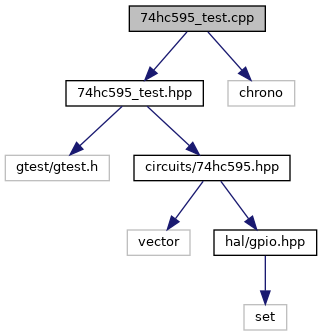 74hc595_test.cpp
74hc595_test.hpp
chrono
gtest/gtest.h
circuits/74hc595.hpp
vector
hal/gpio.hpp
set